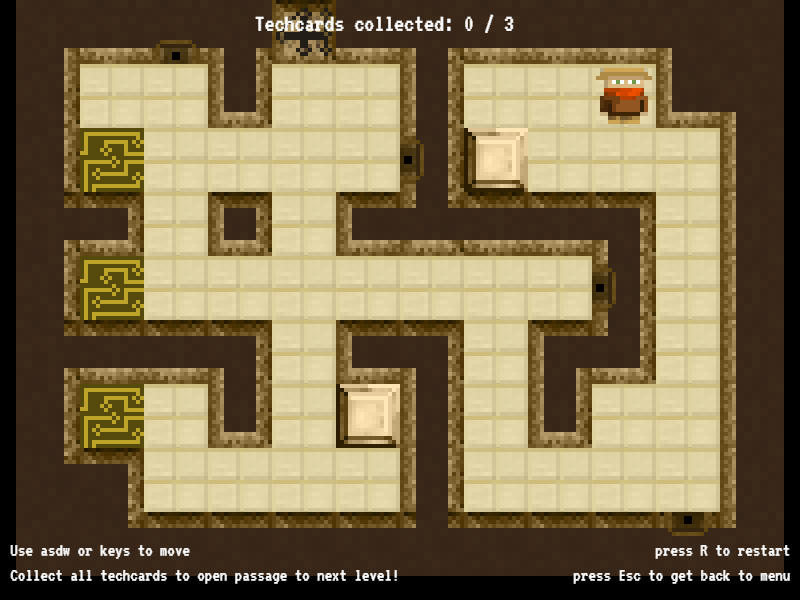 Techcards collected: 0 / 3
Use asdw or keys to move
press R to restart
Collect all techcards to open passage to next level!
press Esc to get back to menu